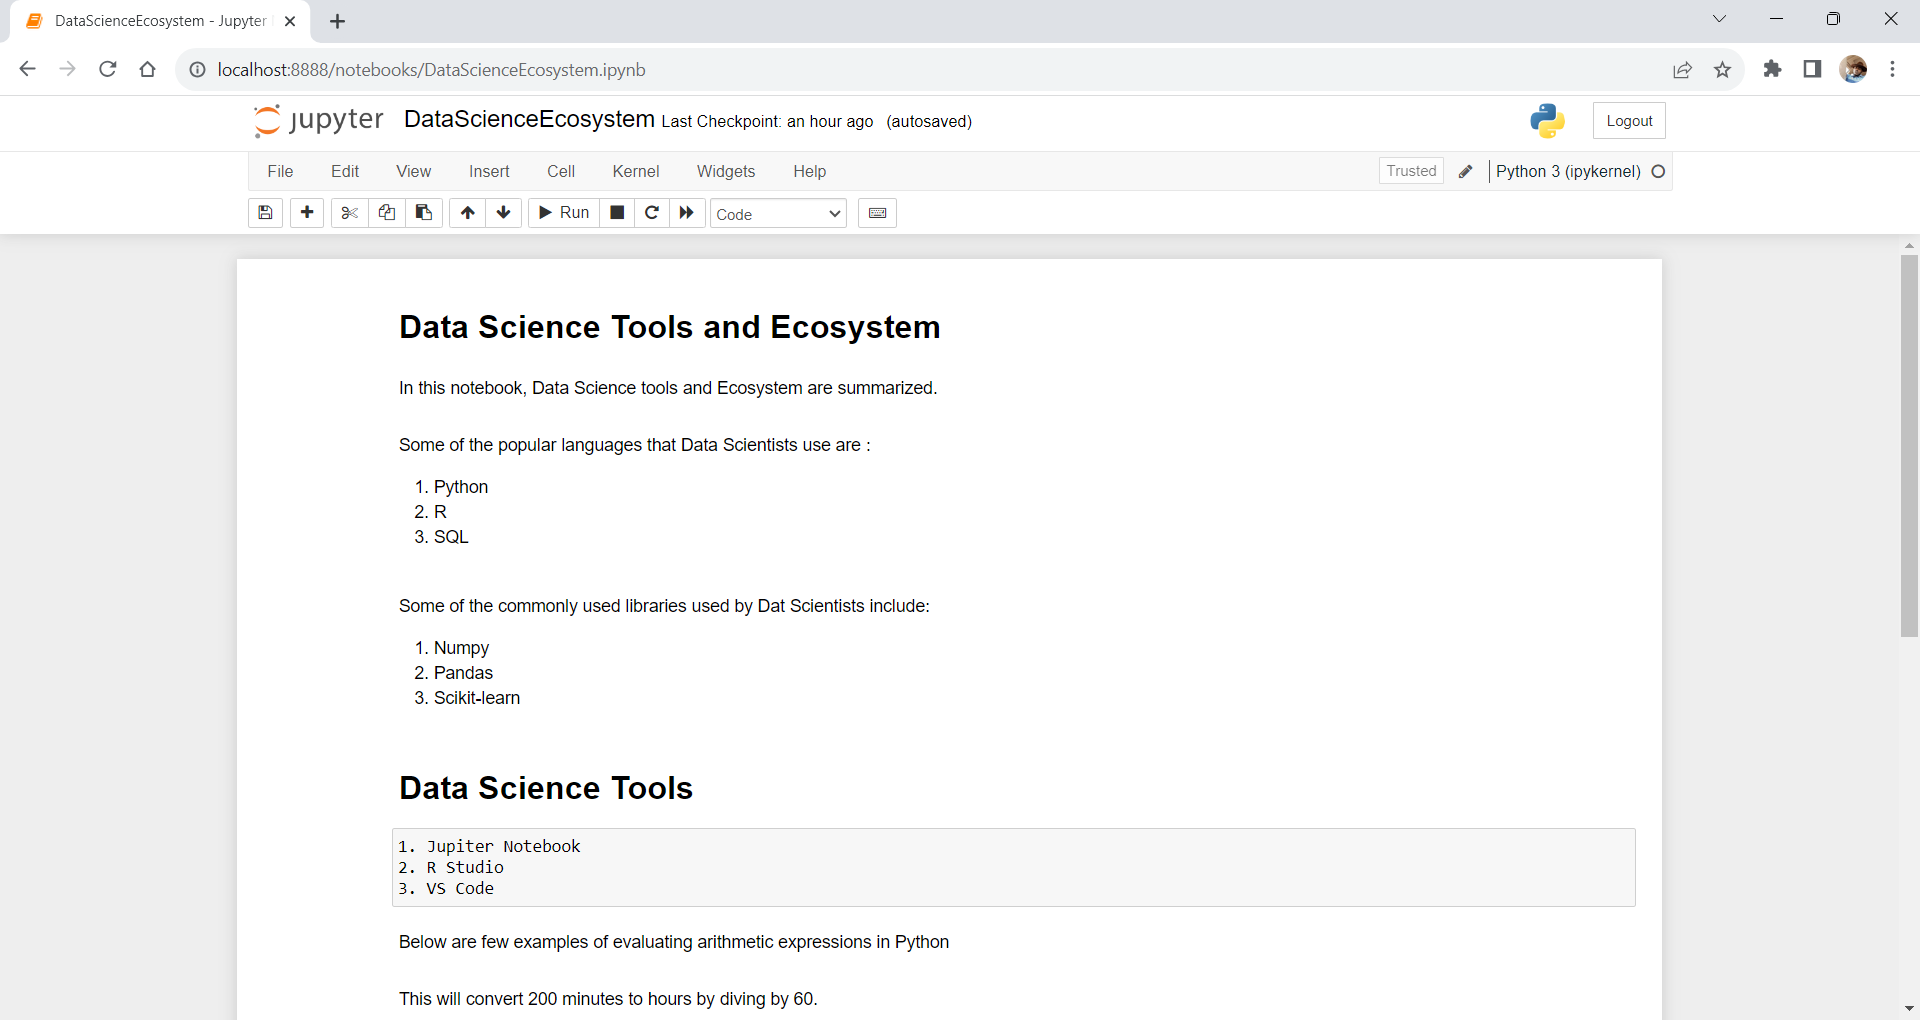 DataScienceEcosystem - Jupyter
localhost:8888/notebooks/DataScienceEcosystem.ipynb
jupyter DataScienceEcosystem Last Checkpoint: an hour ago (autosaved) Logout
File Edit View Insert Cell Kernel Widgets Help Trusted Python 3 (ipykernel)
Run Code
Data Science Tools and Ecosystem
In this notebook, Data Science tools and Ecosystem are summarized.
Some of the popular languages that Data Scientists use are :
1. Python
2. R
3. SQL
Some of the commonly used libraries used by Dat Scientists include:
1. Numpy
2. Pandas
3. Scikit-learn
Data Science Tools
1. Jupiter Notebook
2. R Studio
3. VS Code
Below are few examples of evaluating arithmetic expressions in Python
This will convert 200 minutes to hours by diving by 60.